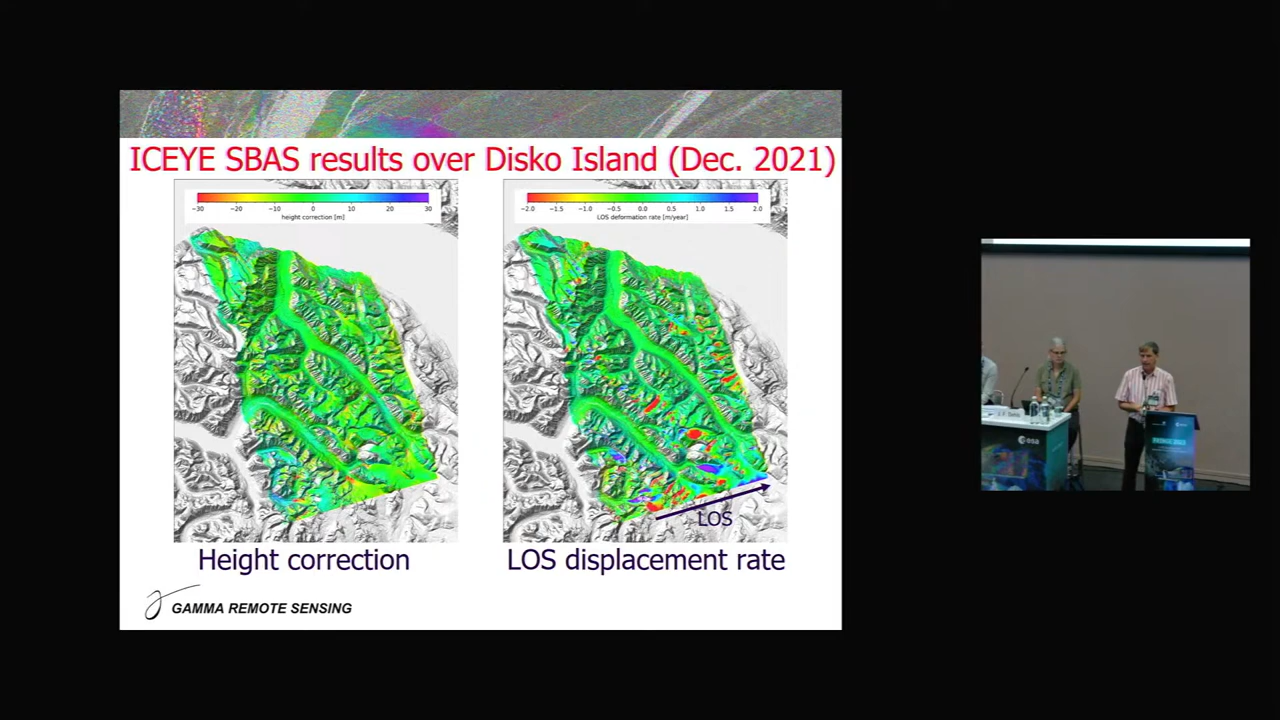 ICEYE SBAS results over Disko Island (Dec. 2021)
−30 −20 −10 0 10 20 30
height correction [m]
−2.0 −1.5 −1.0 −0.5 0.0 0.5 1.0 1.5 2.0
LOS deformation rate [m/year]
LOS
Height correction
LOS displacement rate
GAMMA REMOTE SENSING
esa